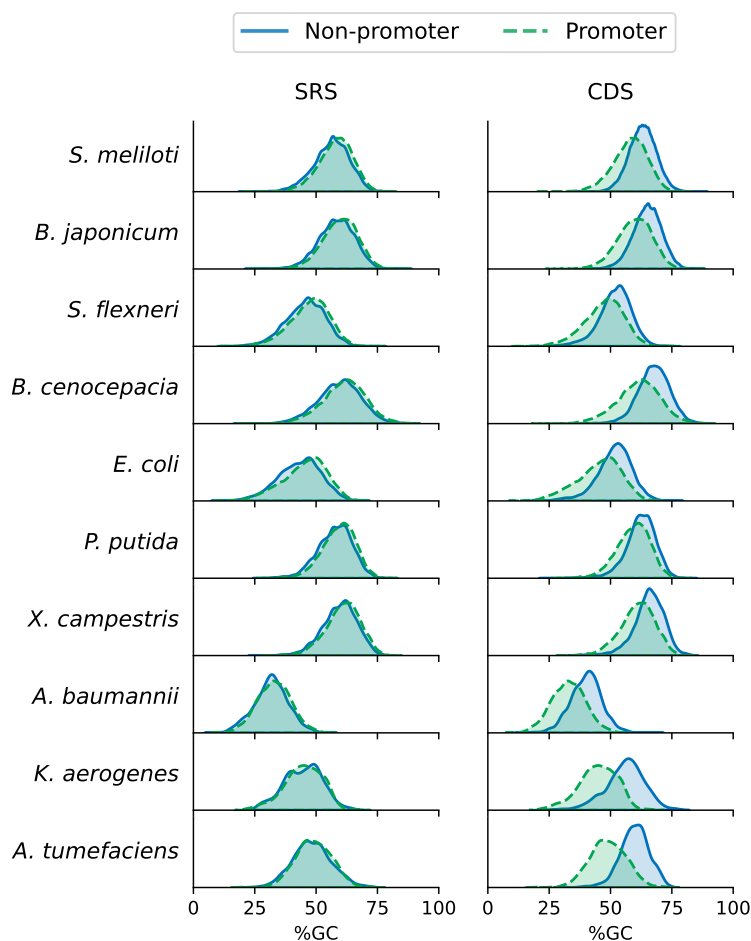 Non-promoter Promoter
SRS CDS
S. meliloti
B. japonicum
S. flexneri
B. cenocepacia
E. coli
P. putida
X. campestris
A. baumannii
K. aerogenes
A. tumefaciens
0 25 50 75 100 0 25 50 75 100
%GC %GC